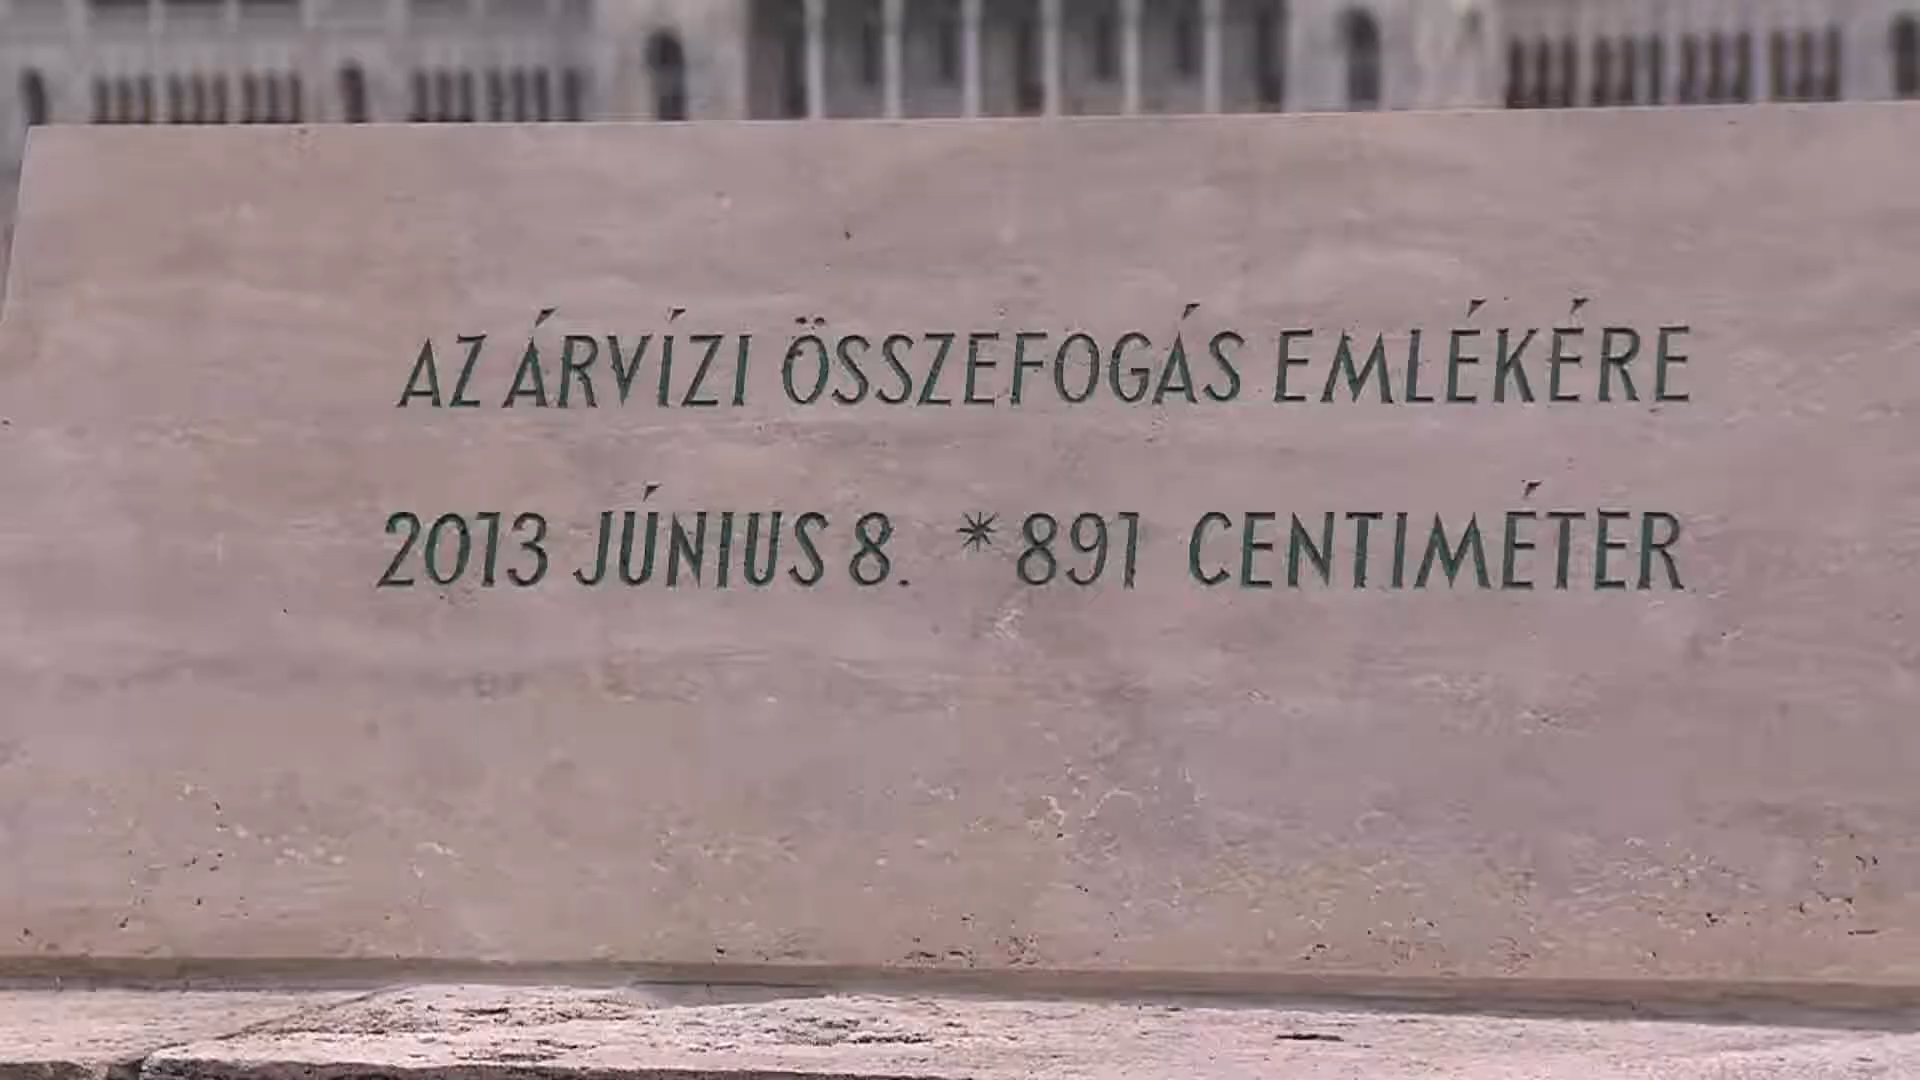 AZ ÁRVÍZI ÖSSZEFOGÁS EMLÉKÉRE
2013 JÚNIUS 8. * 891 CENTIMÉTER